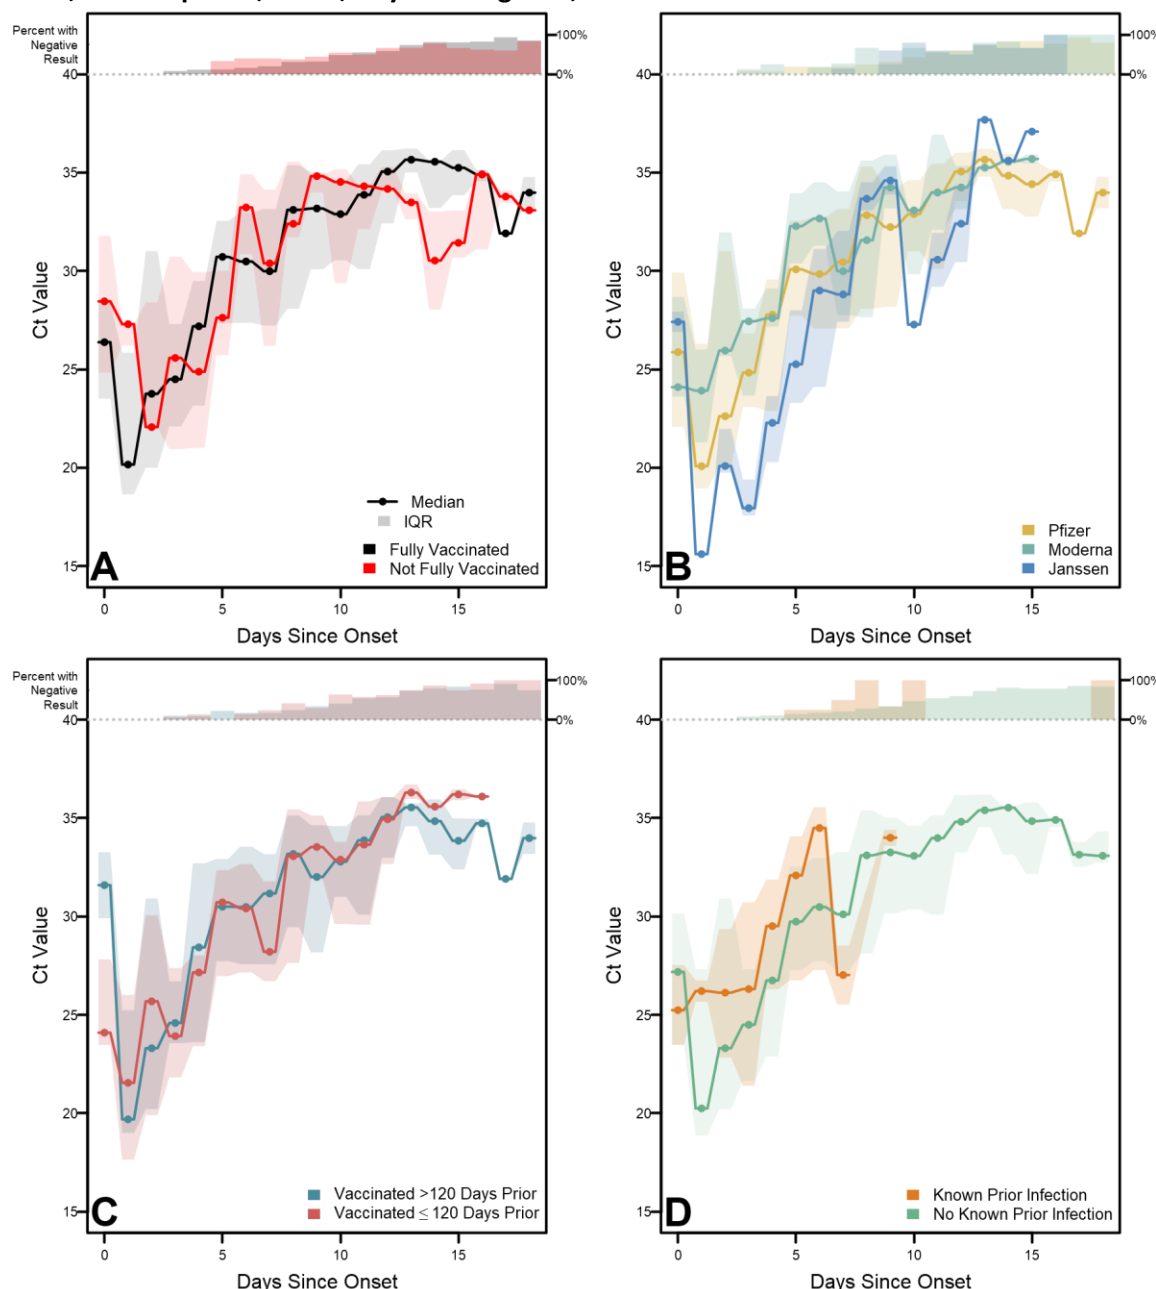 Percent with
Negative
Result
100%
0%
40
35
30
25
20
15
Ct Value
Median
IQR
Fully Vaccinated
Not Fully Vaccinated
A
0 5 10 15
Days Since Onset
100%
0%
40
35
30
25
20
15
Ct Value
Pfizer
Moderna
Janssen
B
0 5 10 15
Days Since Onset
Percent with
Negative
Result
100%
0%
40
35
30
25
20
15
Ct Value
Vaccinated >120 Days Prior
Vaccinated ≤ 120 Days Prior
C
0 5 10 15
Days Since Onset
100%
0%
40
35
30
25
20
15
Ct Value
Known Prior Infection
No Known Prior Infection
D
0 5 10 15
Days Since Onset